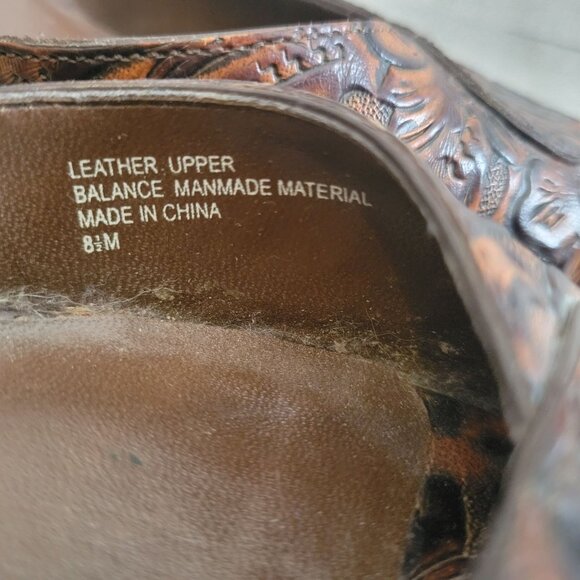 LEATHER UPPER
BALANCE MANMADE MATERIAL
MADE IN CHINA
8½M